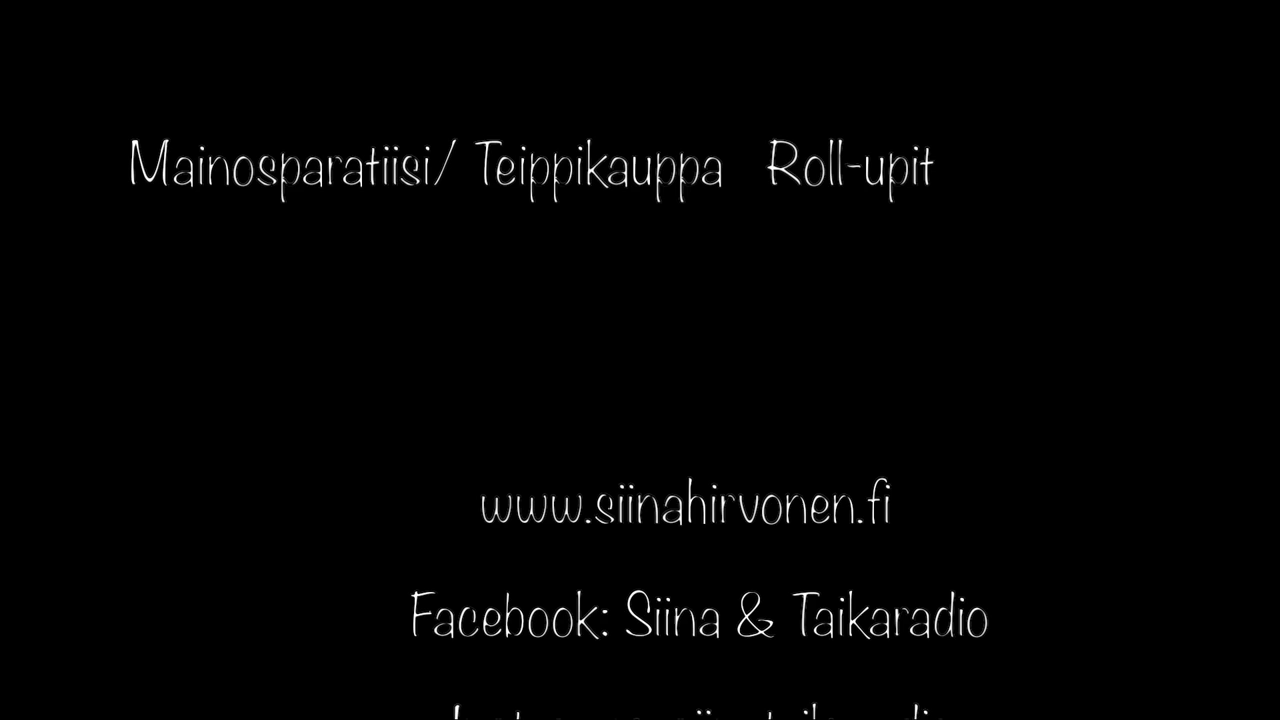 Mainosparatiisi/ Teippikauppa Roll-upit
www.siinahirvonen.fi
Facebook: Siina & Taikaradio